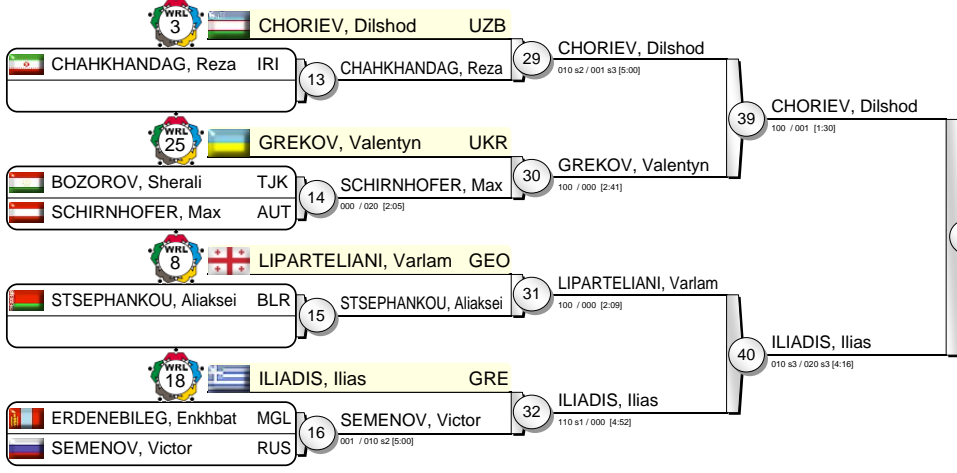 WRL
3
CHORIEV, Dilshod UZB
CHAHKHANDAG, Reza IRI
13
CHAHKHANDAG, Reza
29
CHORIEV, Dilshod
010 s2 / 001 s3 [5:00]
39
CHORIEV, Dilshod
100 / 001 [1:30]
WRL
25
GREKOV, Valentyn UKR
BOZOROV, Sherali TJK
SCHIRNHOFER, Max AUT
14
SCHIRNHOFER, Max
000 / 020 [2:05]
30
GREKOV, Valentyn
100 / 000 [2:41]
WRL
8
LIPARTELIANI, Varlam GEO
STSEPHANKOU, Aliaksei BLR
15
STSEPHANKOU, Aliaksei
31
LIPARTELIANI, Varlam
100 / 000 [2:09]
40
ILIADIS, Ilias
010 s3 / 020 s3 [4:16]
WRL
18
ILIADIS, Ilias GRE
ERDENEBILEG, Enkhbat MGL
SEMENOV, Victor RUS
16
SEMENOV, Victor
001 / 010 s2 [5:00]
32
ILIADIS, Ilias
110 s1 / 000 [4:52]